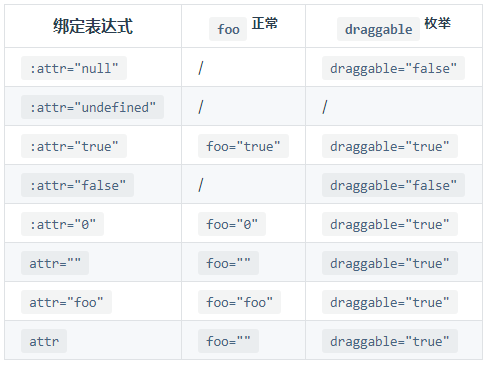 绑定表达式 foo 正常 draggable 枚举
:attr="null" / draggable="false"
:attr="undefined" / /
:attr="true" foo="true" draggable="true"
:attr="false" / draggable="false"
:attr="0" foo="0" draggable="true"
attr="" foo="" draggable="true"
attr="foo" foo="foo" draggable="true"
attr foo="" draggable="true"